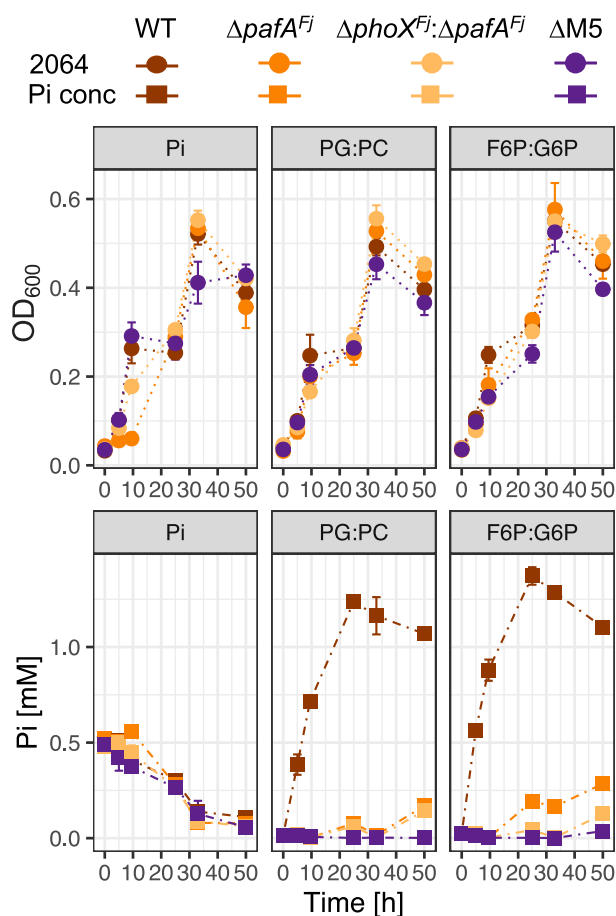 WT ΔpafA^Fj ΔphoX^Fj:ΔpafA^Fj ΔM5
2064
Pi conc
Pi PG:PC F6P:G6P
OD600
0.6
0.4
0.2
0.0
0 10 20 30 40 50 0 10 20 30 40 50 0 10 20 30 40 50
Pi PG:PC F6P:G6P
Pi [mM]
1.0
0.5
0.0
0 10 20 30 40 50 0 10 20 30 40 50 0 10 20 30 40 50
Time [h]